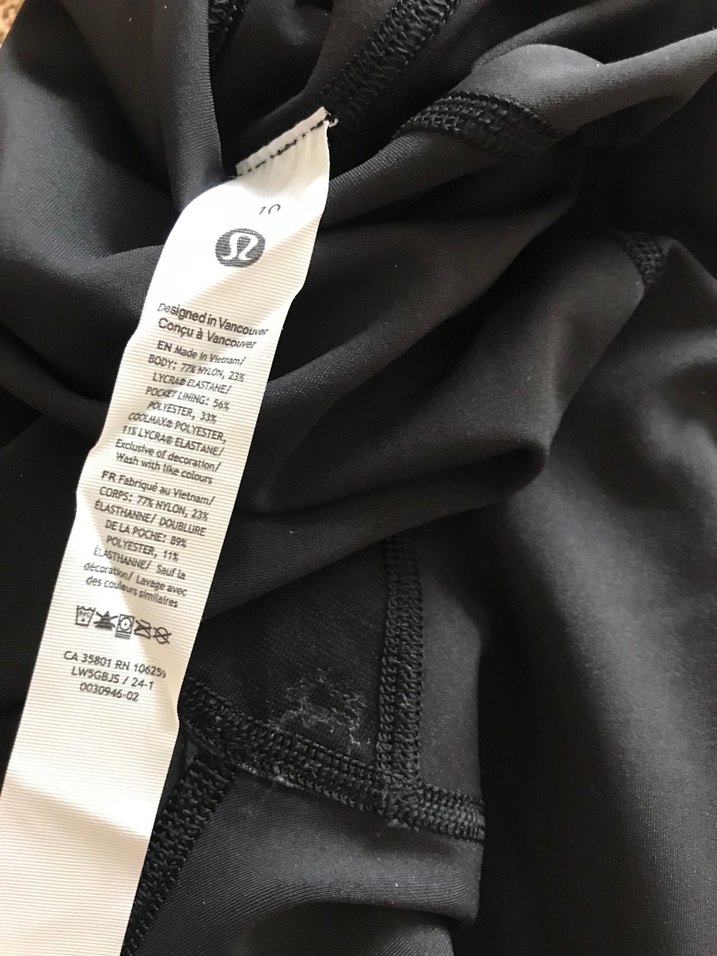 10
Designed in Vancouver
Conçu à Vancouver
EN Made in Vietnam/
BODY: 77% NYLON, 23%
LYCRA® ELASTANE/
POCKET LINING: 56%
POLYESTER, 33%
COOLMAX® POLYESTER,
11% LYCRA® ELASTANE/
Exclusive of decoration/
Wash with like colours
FR Fabriqué au Vietnam/
CORPS: 77% NYLON, 23%
ÉLASTHANNE/ DOUBLURE
DE LA POCHE: 89%
POLYESTER, 11%
ÉLASTHANNE/ Sauf la
décoration/ Lavage avec
des couleurs similaires
CA 35801 RN 106259
LW5GBJS / 24-1
0030946-02